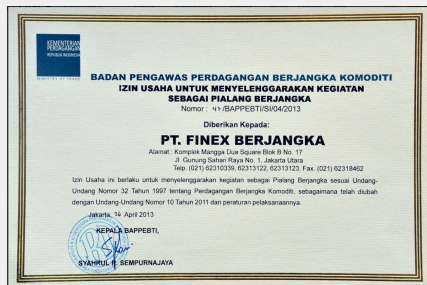 KEMENTERIAN
PERDAGANGAN
REPUBLIK INDONESIA
MINISTRY OF TRADE
BADAN PENGAWAS PERDAGANGAN BERJANGKA KOMODITI
IZIN USAHA UNTUK MENYELENGGARAKAN KEGIATAN
SEBAGAI PIALANG BERJANGKA
Nomor : 47/BAPPEBTI/SI/04/2013
Diberikan Kepada:
PT. FINEX BERJANGKA
Alamat : Komplek Mangga Dua Square Blok B No. 17
Jl. Gunung Sahari Raya No. 1, Jakarta Utara
Telp. (021) 62310339, 62313122, 62313123, Fax. (021) 62318462
Izin Usaha ini berlaku untuk menyelenggarakan kegiatan sebagai Pialang Berjangka sesuai Undang-
Undang Nomor 32 Tahun 1997 tentang Perdagangan Berjangka Komoditi, sebagaimana telah diubah
dengan Undang-Undang Nomor 10 Tahun 2011 dan peraturan pelaksanaannya.
Jakarta, 26 April 2013
KEPALA BAPPEBTI,
SYAHRUL R. SEMPURNAJAYA